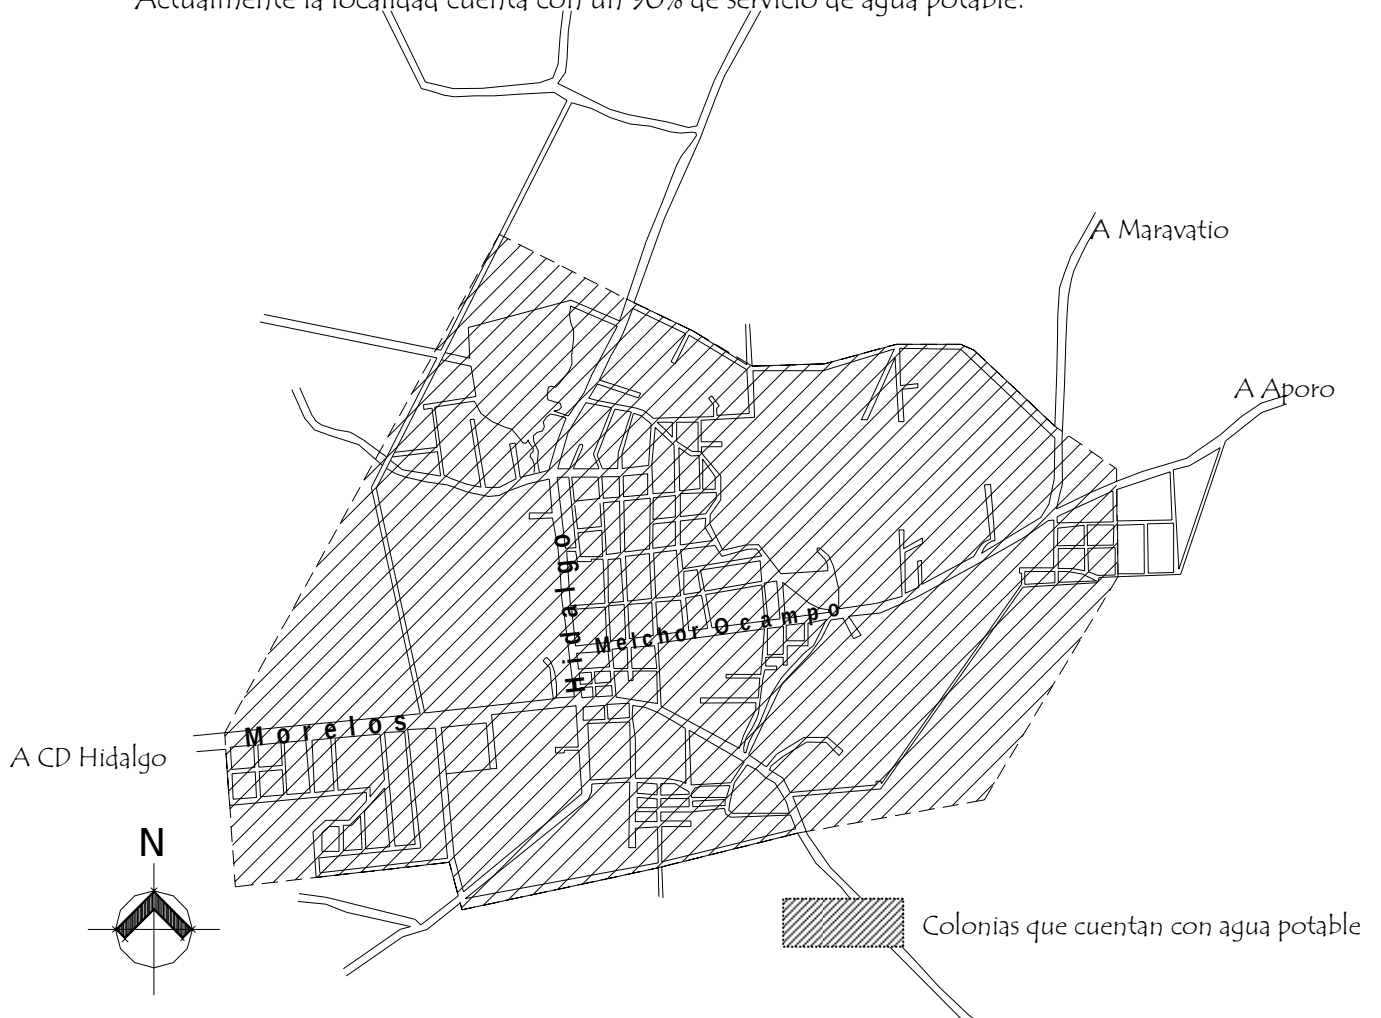 Actualmente la localidad cuenta con un 90% de servicio de agua potable.
A Maravatio
A Aporo
Hidalgo
Melchor Ocampo
Morelos
A CD Hidalgo
N
Colonias que cuentan con agua potable